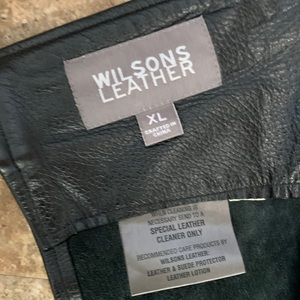 WILSONS
LEATHER
XL
CRAFTED IN
CHINA
WHEN CLEANING IS
NECESSARY SEND TO A
SPECIAL LEATHER
CLEANER ONLY
RECOMMENDED CARE PRODUCTS BY
WILSONS LEATHER:
LEATHER & SUEDE PROTECTOR
LEATHER LOTION